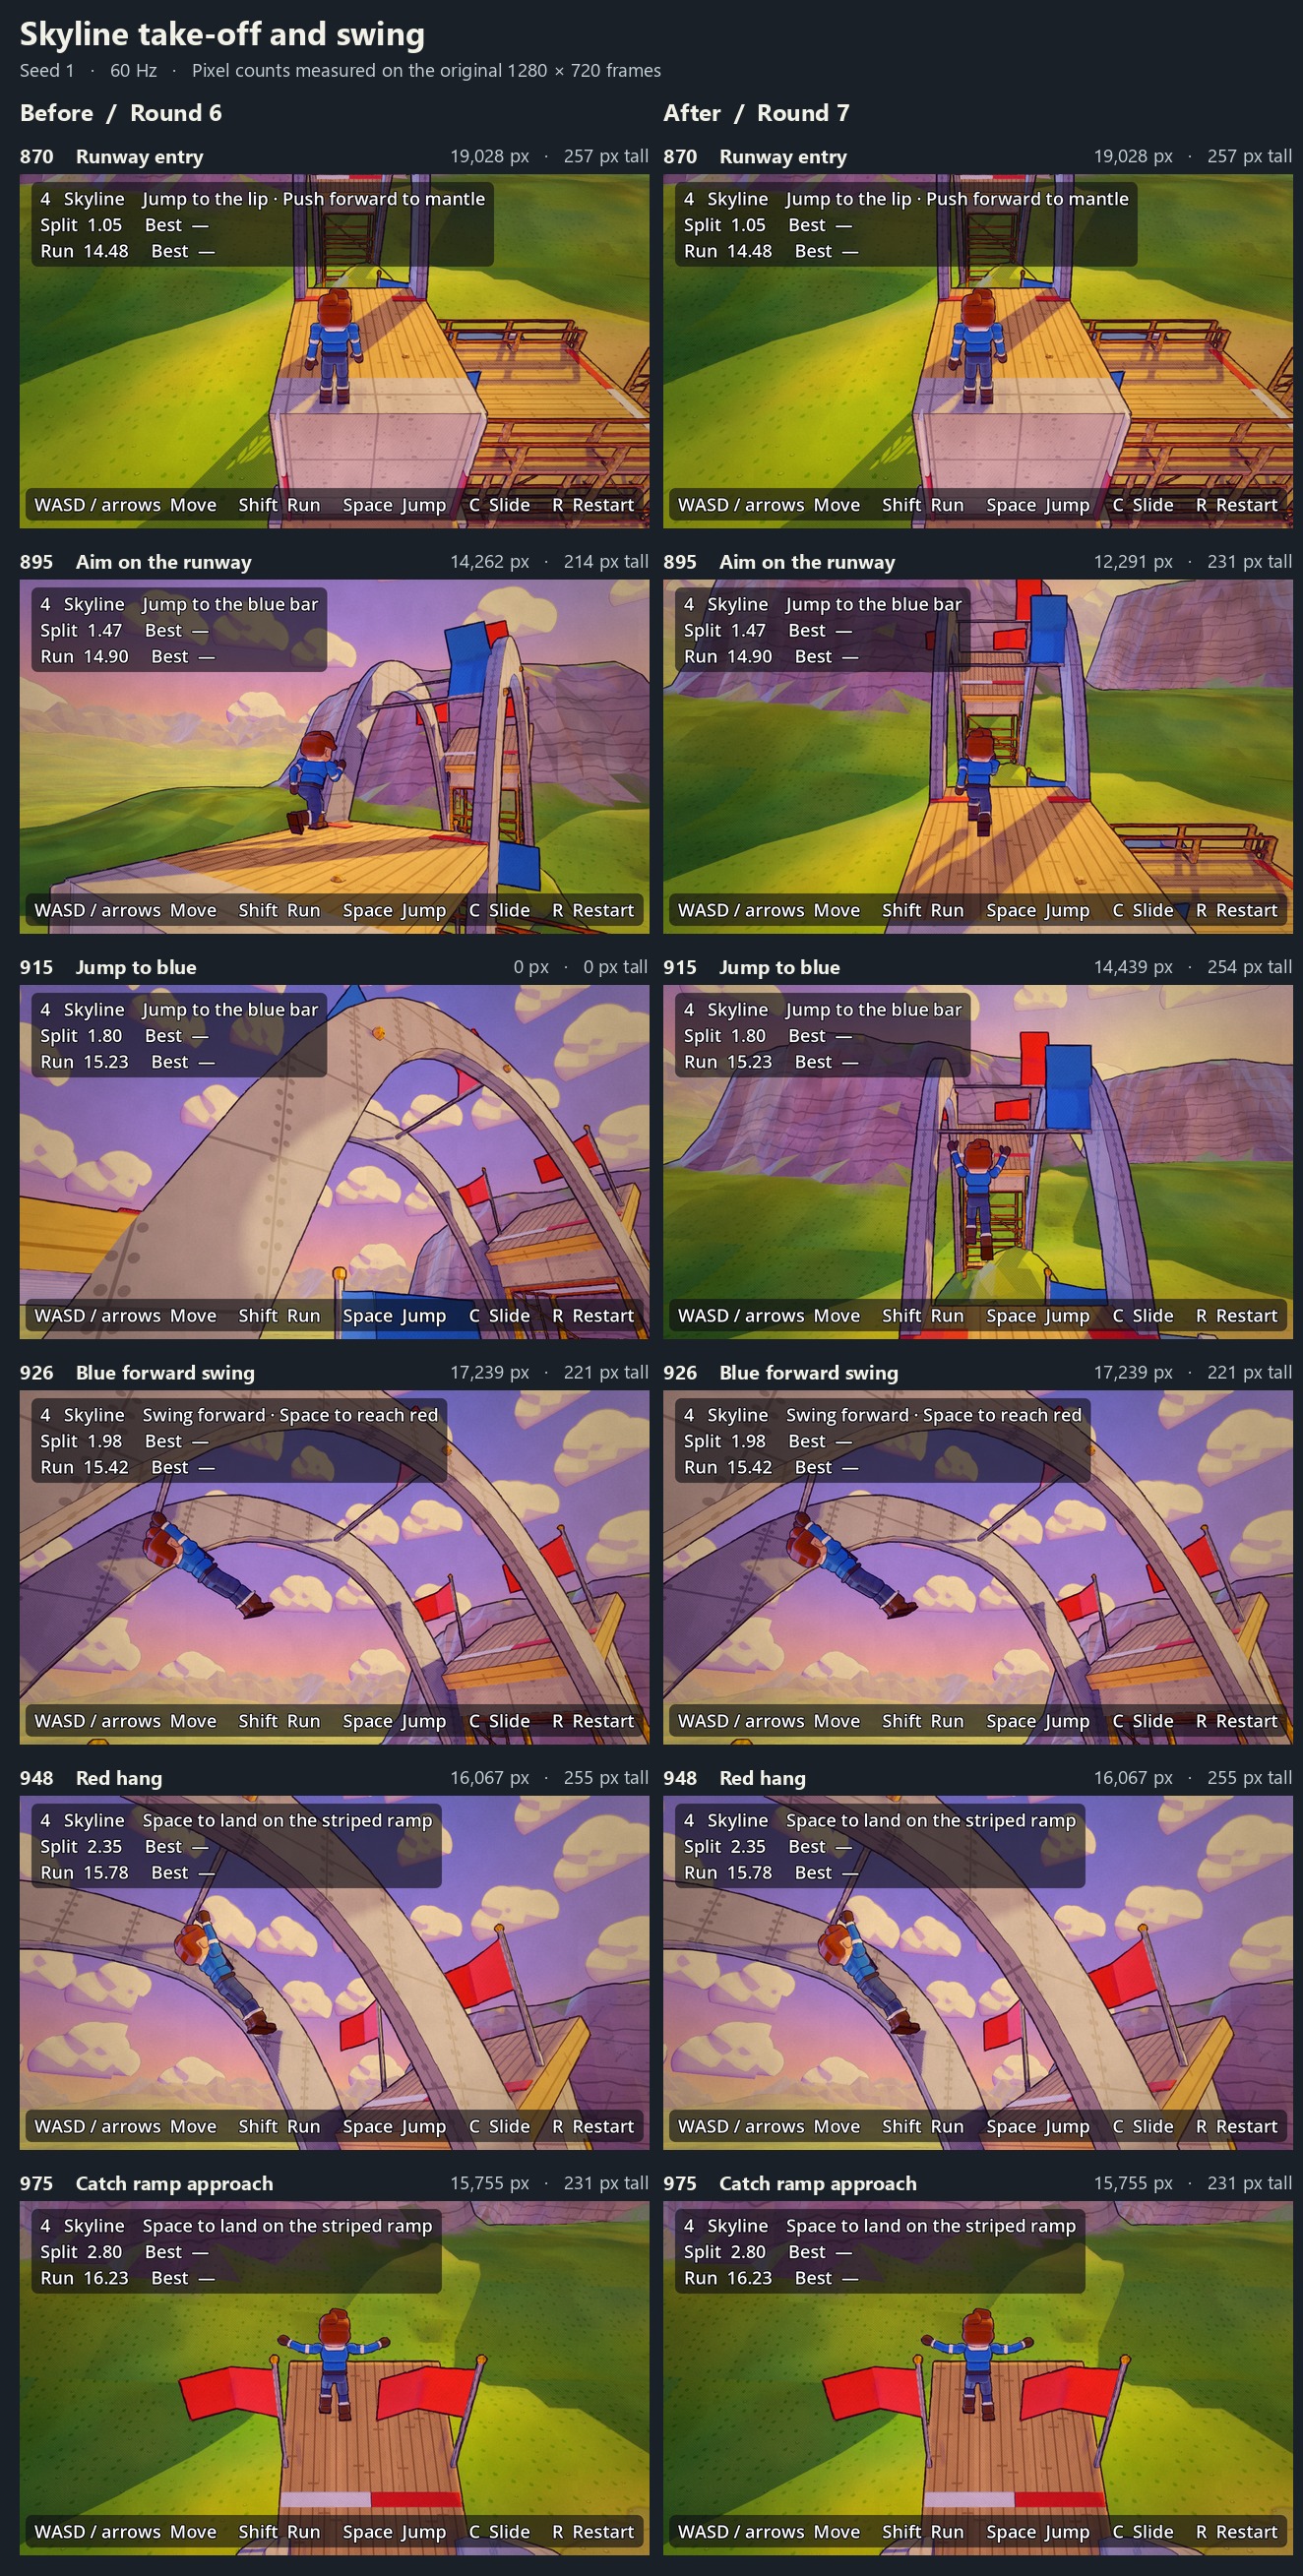 Skyline take-off and swing
Seed 1 · 60 Hz · Pixel counts measured on the original 1280 × 720 frames
Before / Round 6
After / Round 7
870 Runway entry 19,028 px · 257 px tall
4 Skyline Jump to the lip · Push forward to mantle
Split 1.05 Best —
Run 14.48 Best —
WASD / arrows Move Shift Run Space Jump C Slide R Restart
870 Runway entry 19,028 px · 257 px tall
4 Skyline Jump to the lip · Push forward to mantle
Split 1.05 Best —
Run 14.48 Best —
WASD / arrows Move Shift Run Space Jump C Slide R Restart
895 Aim on the runway 14,262 px · 214 px tall
4 Skyline Jump to the blue bar
Split 1.47 Best —
Run 14.90 Best —
WASD / arrows Move Shift Run Space Jump C Slide R Restart
895 Aim on the runway 12,291 px · 231 px tall
4 Skyline Jump to the blue bar
Split 1.47 Best —
Run 14.90 Best —
WASD / arrows Move Shift Run Space Jump C Slide R Restart
915 Jump to blue 0 px · 0 px tall
4 Skyline Jump to the blue bar
Split 1.80 Best —
Run 15.23 Best —
WASD / arrows Move Shift Run Space Jump C Slide R Restart
915 Jump to blue 14,439 px · 254 px tall
4 Skyline Jump to the blue bar
Split 1.80 Best —
Run 15.23 Best —
WASD / arrows Move Shift Run Space Jump C Slide R Restart
926 Blue forward swing 17,239 px · 221 px tall
4 Skyline Swing forward · Space to reach red
Split 1.98 Best —
Run 15.42 Best —
WASD / arrows Move Shift Run Space Jump C Slide R Restart
926 Blue forward swing 17,239 px · 221 px tall
4 Skyline Swing forward · Space to reach red
Split 1.98 Best —
Run 15.42 Best —
WASD / arrows Move Shift Run Space Jump C Slide R Restart
948 Red hang 16,067 px · 255 px tall
4 Skyline Space to land on the striped ramp
Split 2.35 Best —
Run 15.78 Best —
WASD / arrows Move Shift Run Space Jump C Slide R Restart
948 Red hang 16,067 px · 255 px tall
4 Skyline Space to land on the striped ramp
Split 2.35 Best —
Run 15.78 Best —
WASD / arrows Move Shift Run Space Jump C Slide R Restart
975 Catch ramp approach 15,755 px · 231 px tall
4 Skyline Space to land on the striped ramp
Split 2.80 Best —
Run 16.23 Best —
WASD / arrows Move Shift Run Space Jump C Slide R Restart
975 Catch ramp approach 15,755 px · 231 px tall
4 Skyline Space to land on the striped ramp
Split 2.80 Best —
Run 16.23 Best —
WASD / arrows Move Shift Run Space Jump C Slide R Restart